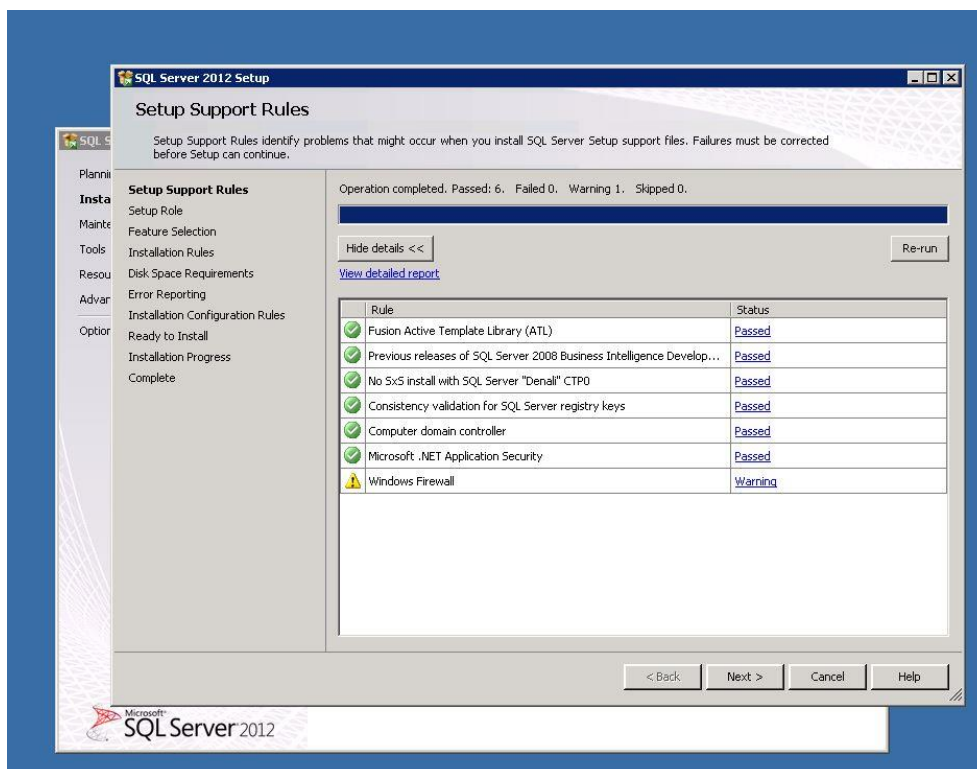 SQL Server 2012 Setup
Setup Support Rules
Setup Support Rules identify problems that might occur when you install SQL Server Setup support files. Failures must be corrected
before Setup can continue.
SQL S
Plannin
Insta
Mainte
Tools
Resou
Advan
Option
Setup Support Rules
Setup Role
Feature Selection
Installation Rules
Disk Space Requirements
Error Reporting
Installation Configuration Rules
Ready to Install
Installation Progress
Complete
Operation completed. Passed: 6. Failed 0. Warning 1. Skipped 0.
Hide details <<
Re-run
View detailed report
Rule Status
Fusion Active Template Library (ATL) Passed
Previous releases of SQL Server 2008 Business Intelligence Develop... Passed
No SxS install with SQL Server "Denali" CTP0 Passed
Consistency validation for SQL Server registry keys Passed
Computer domain controller Passed
Microsoft .NET Application Security Passed
Windows Firewall Warning
< Back Next > Cancel Help
Microsoft®
SQL Server 2012